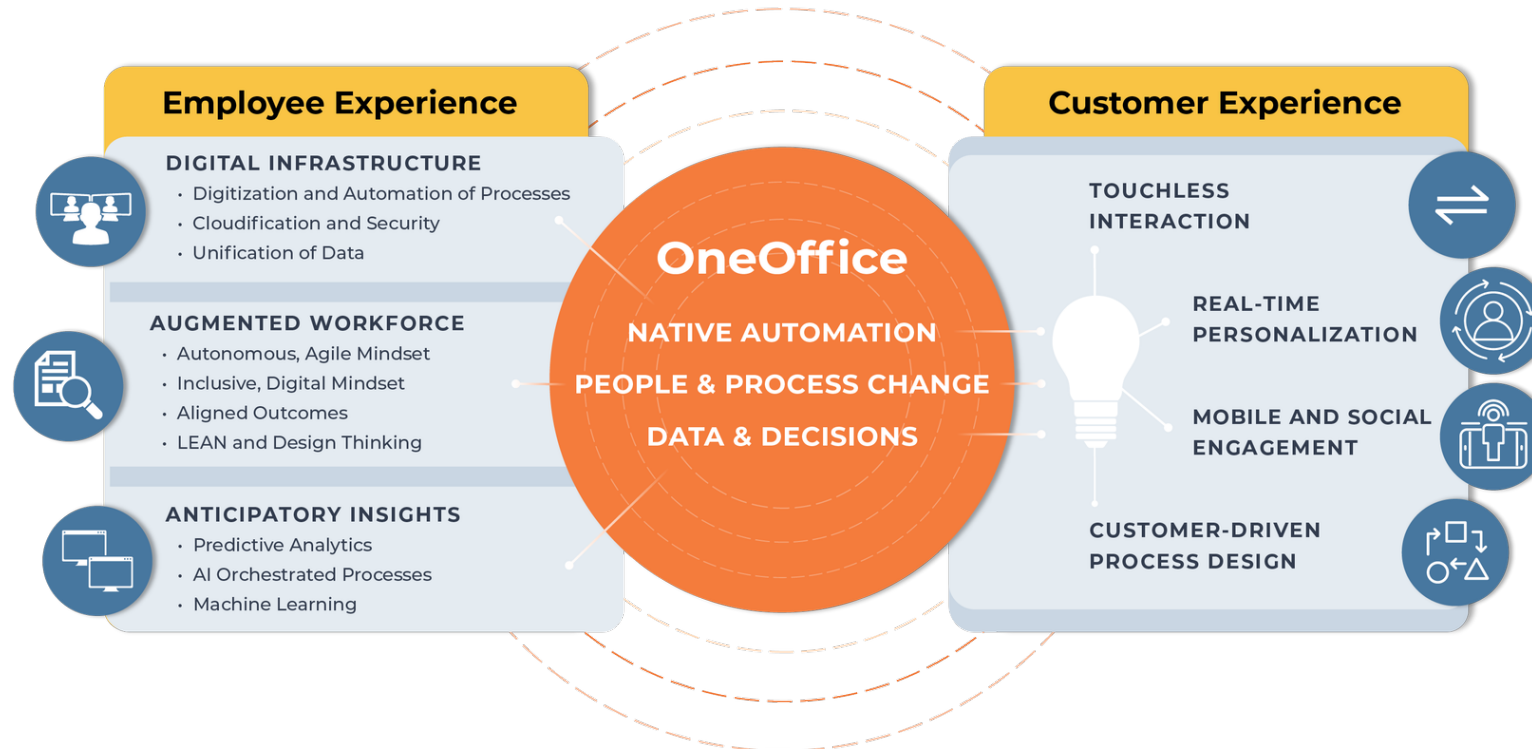 Employee Experience
DIGITAL INFRASTRUCTURE
• Digitization and Automation of Processes
• Cloudification and Security
• Unification of Data
AUGMENTED WORKFORCE
• Autonomous, Agile Mindset
• Inclusive, Digital Mindset
• Aligned Outcomes
• LEAN and Design Thinking
ANTICIPATORY INSIGHTS
• Predictive Analytics
• AI Orchestrated Processes
• Machine Learning
OneOffice
NATIVE AUTOMATION
PEOPLE & PROCESS CHANGE
DATA & DECISIONS
Customer Experience
TOUCHLESS
INTERACTION
REAL-TIME
PERSONALIZATION
MOBILE AND SOCIAL
ENGAGEMENT
CUSTOMER-DRIVEN
PROCESS DESIGN